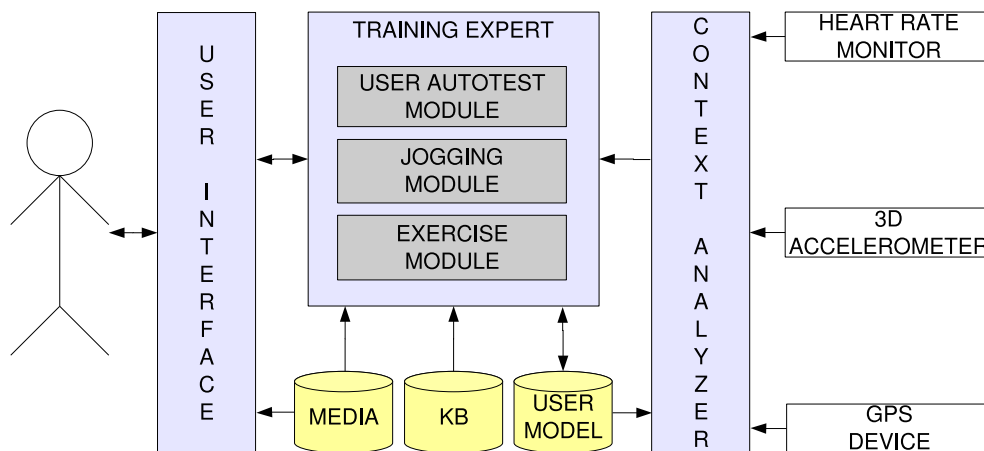 USER INTERFACE
TRAINING EXPERT
USER AUTOTEST
MODULE
JOGGING
MODULE
EXERCISE
MODULE
MEDIA
KB
USER
MODEL
CONTEXT ANALYZER
HEART RATE
MONITOR
3D
ACCELEROMETER
GPS
DEVICE